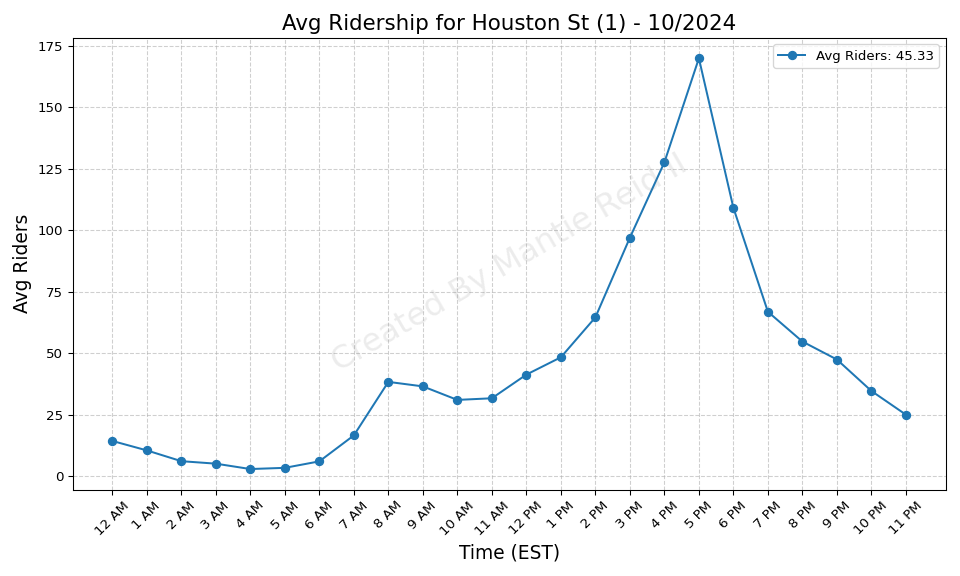 Avg Ridership for Houston St (1) - 10/2024
Avg Riders: 45.33
Avg Riders
175
150
125
100
75
50
25
0
12 AM
1 AM
2 AM
3 AM
4 AM
5 AM
6 AM
7 AM
8 AM
9 AM
10 AM
11 AM
12 PM
1 PM
2 PM
3 PM
4 PM
5 PM
6 PM
7 PM
8 PM
9 PM
10 PM
11 PM
Time (EST)
Created By Mantle Reid II